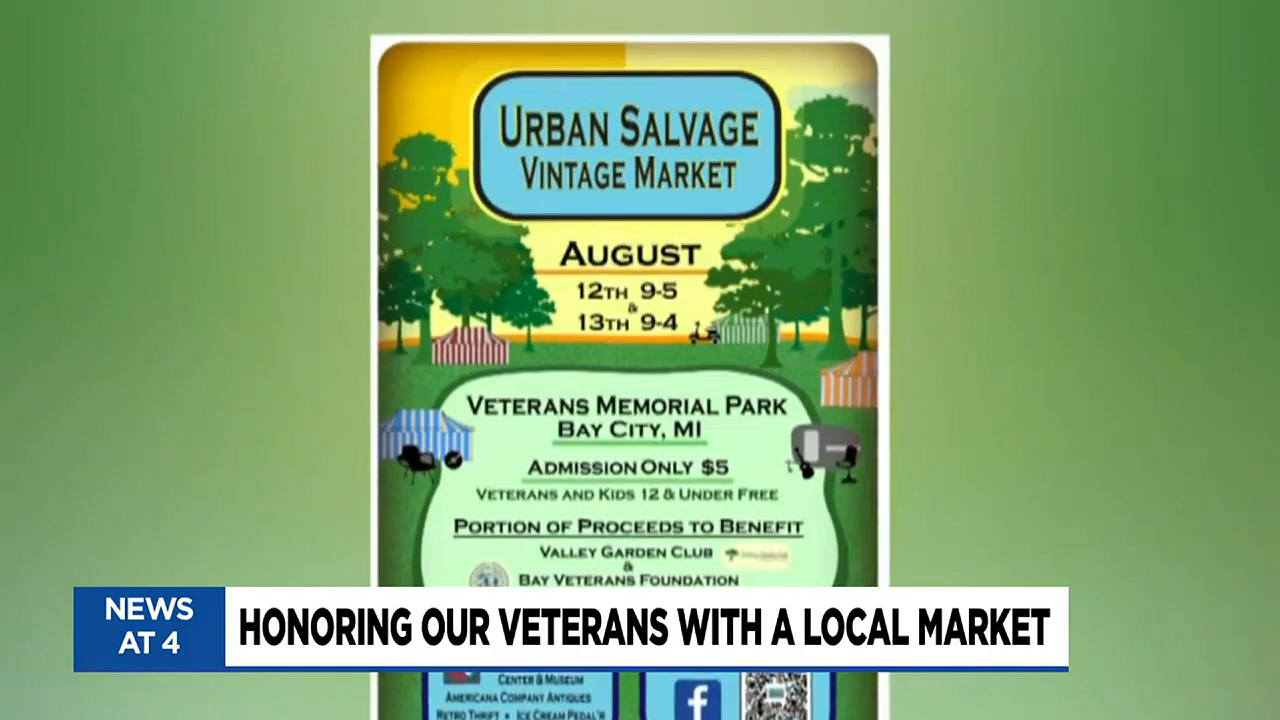 URBAN SALVAGE
VINTAGE MARKET
AUGUST
12TH 9-5
&
13TH 9-4
VETERANS MEMORIAL PARK
BAY CITY, MI
ADMISSION ONLY $5
VETERANS AND KIDS 12 & UNDER FREE
PORTION OF PROCEEDS TO BENEFIT
VALLEY GARDEN CLUB
&
BAY VETERANS FOUNDATION
NEWS
AT 4
HONORING OUR VETERANS WITH A LOCAL MARKET
CENTER & MUSEUM
AMERICANA COMPANY ANTIQUES
RETRO THRIFT • ICE CREAM PEDAL'R
f